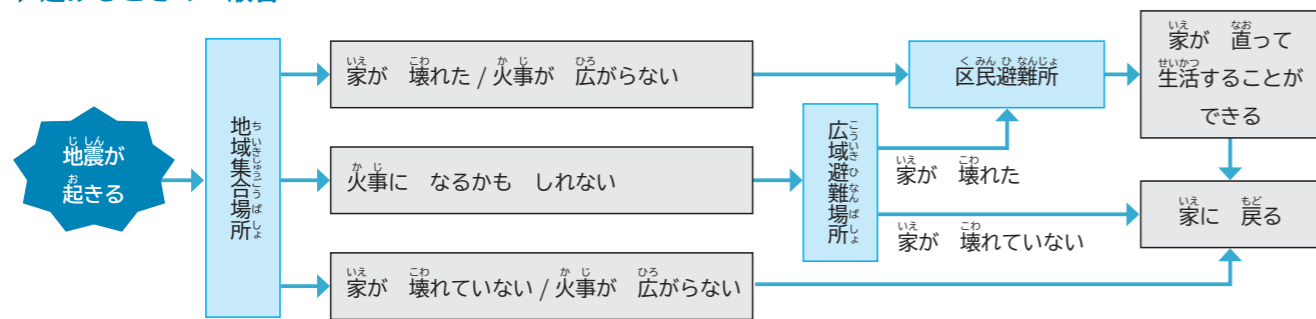 地震が
起きる
地域集合場所
家が 壊れた / 火事が 広がらない
火事に なるかも しれない
家が 壊れていない / 火事が 広がらない
広域避難場所
区民避難所
家が 壊れた
家が 壊れていない
家が 直って
生活することが
できる
家に 戻る